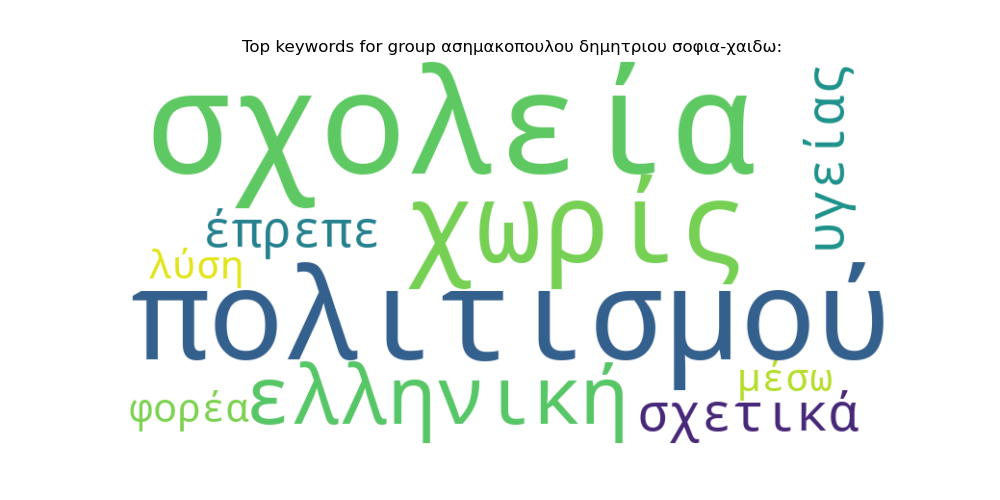 Top keywords for group ασημακοπουλου δημητριου σοφια-χαιδω:
σχολεία
υγείας
χωρίς
έπρεπε
λύση
πολιτισμού
μέσω
ελληνική
φορέα
σχετικά